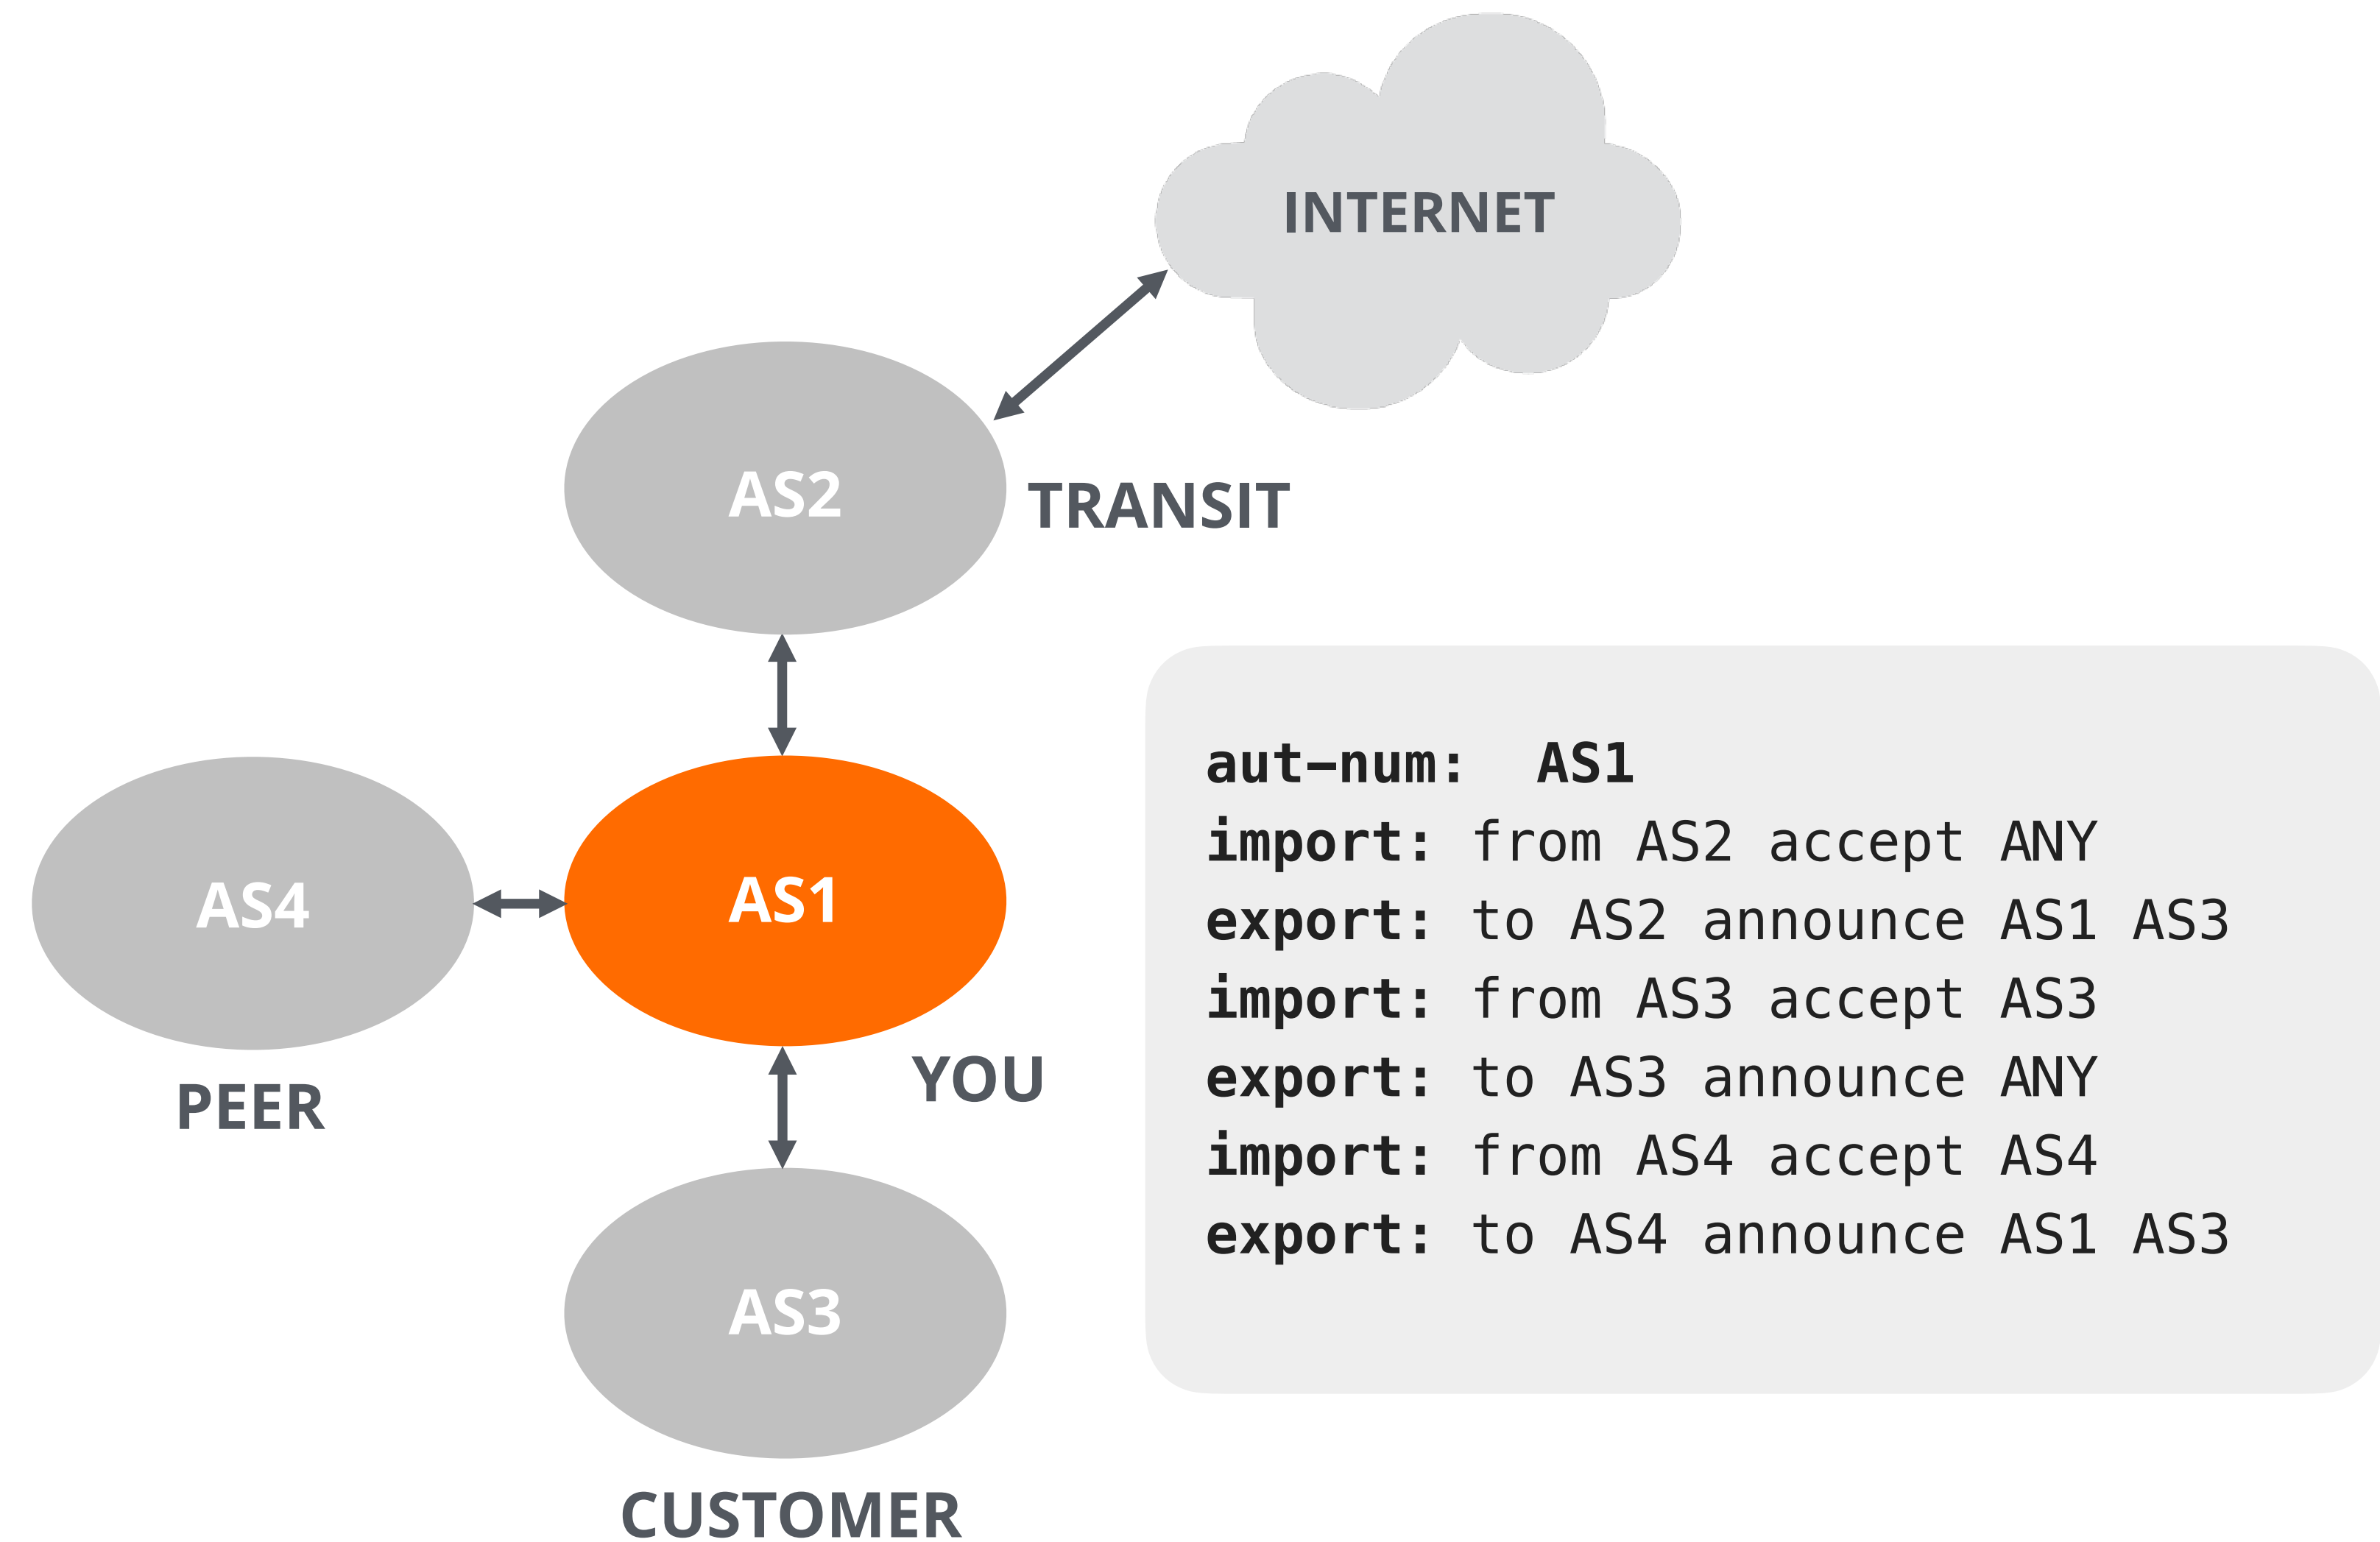 INTERNET
AS2
TRANSIT
AS4
AS1
YOU
PEER
AS3
CUSTOMER
aut-num: AS1
import: from AS2 accept ANY
export: to AS2 announce AS1 AS3
import: from AS3 accept AS3
export: to AS3 announce ANY
import: from AS4 accept AS4
export: to AS4 announce AS1 AS3